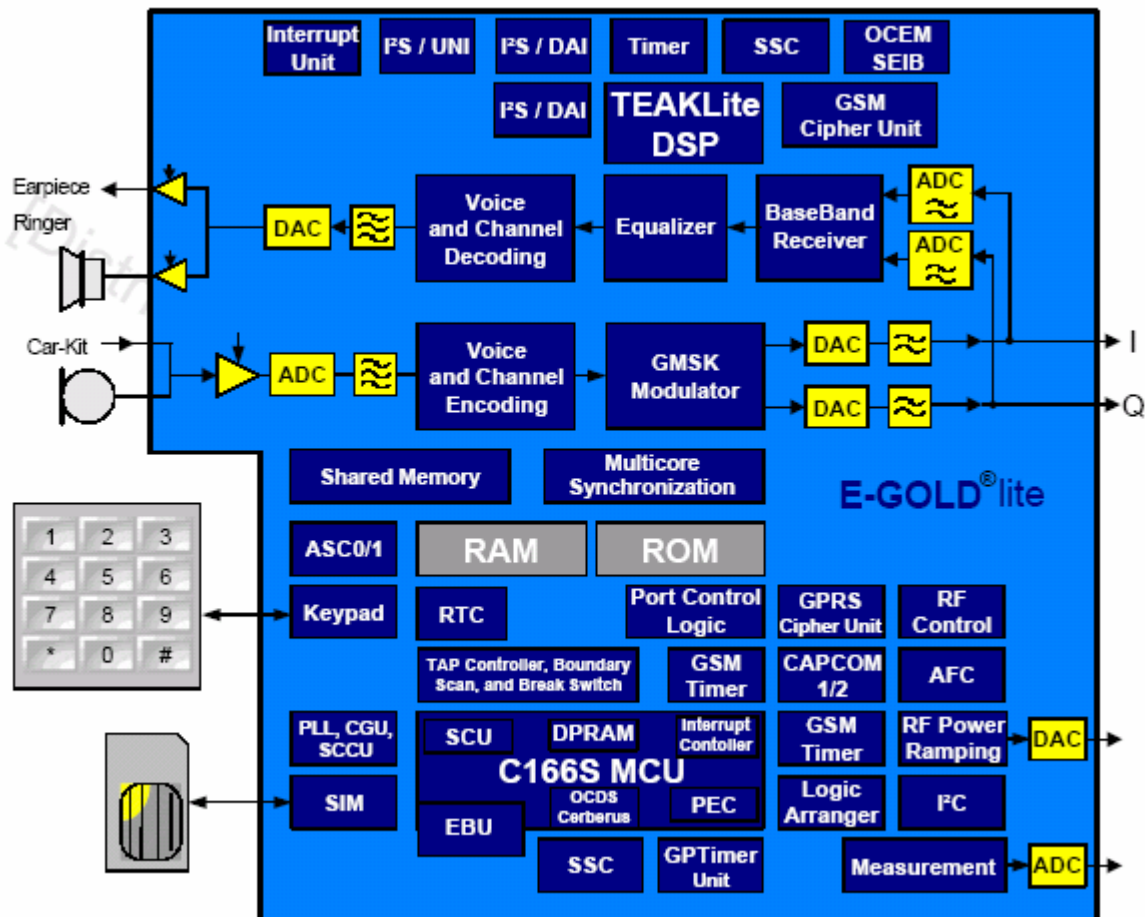 Interrupt
Unit
I²S / UNI
I²S / DAI
Timer
SSC
OCEM
SEIB
I²S / DAI
TEAKLite
DSP
GSM
Cipher Unit
Earpiece
Ringer
DAC
Voice
and Channel
Decoding
Equalizer
BaseBand
Receiver
ADC
ADC
Car-Kit
ADC
Voice
and Channel
Encoding
GMSK
Modulator
DAC
DAC
I
Q
Shared Memory
Multicore
Synchronization
E-GOLD®lite
1 2 3
4 5 6
7 8 9
* 0 #
ASC0/1
RAM
ROM
Keypad
RTC
Port Control
Logic
GPRS
Cipher Unit
RF
Control
TAP Controller, Boundary
Scan, and Break Switch
GSM
Timer
CAPCOM
1/2
AFC
PLL, CGU,
SCCU
SCU
DPRAM
Interrupt
Contoller
C166S MCU
GSM
Timer
RF Power
Ramping
DAC
SIM
EBU
OCDS
Cerberus
PEC
Logic
Arranger
I²C
SSC
GPTimer
Unit
Measurement
ADC